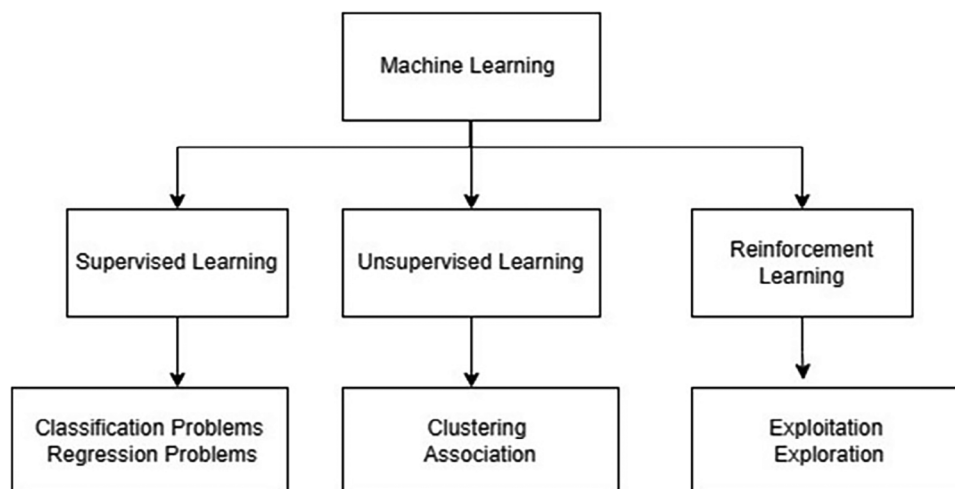 Machine Learning
Supervised Learning
Unsupervised Learning
Reinforcement
Learning
Classification Problems
Regression Problems
Clustering
Association
Exploitation
Exploration